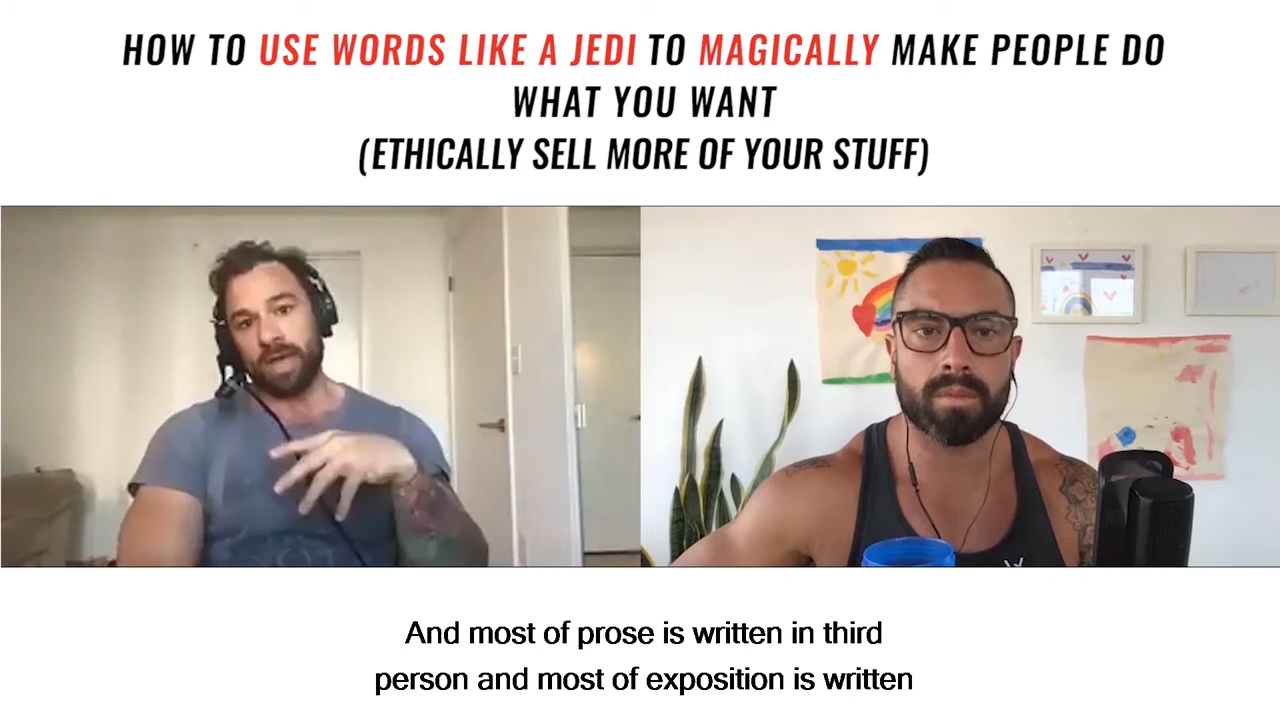 HOW TO USE WORDS LIKE A JEDI TO MAGICALLY MAKE PEOPLE DO
WHAT YOU WANT
(ETHICALLY SELL MORE OF YOUR STUFF)
And most of prose is written in third
person and most of exposition is written